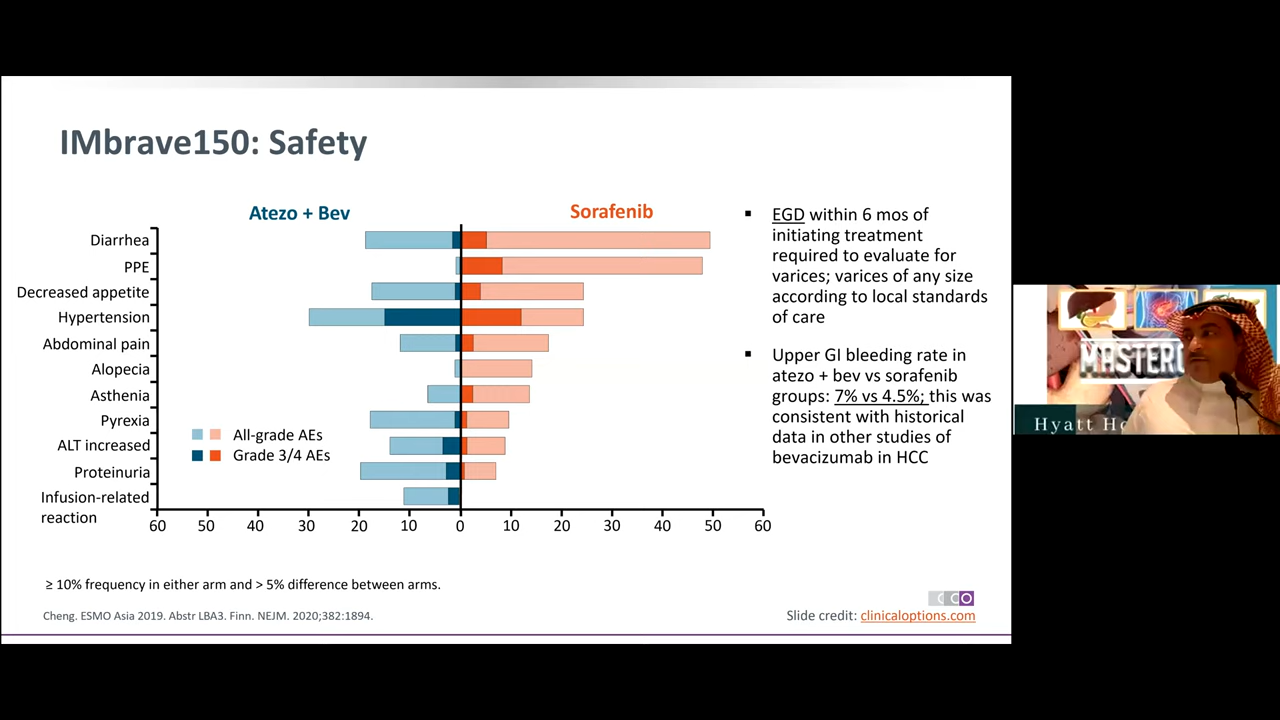 IMbrave150: Safety
Atezo + Bev
Sorafenib
Diarrhea
PPE
Decreased appetite
Hypertension
Abdominal pain
Alopecia
Asthenia
Pyrexia
ALT increased
Proteinuria
Infusion-related
reaction
All-grade AEs
Grade 3/4 AEs
60 50 40 30 20 10 0 10 20 30 40 50 60
▪ EGD within 6 mos of
initiating treatment
required to evaluate for
varices; varices of any size
according to local standards
of care
▪ Upper GI bleeding rate in
atezo + bev vs sorafenib
groups: 7% vs 4.5%; this was
consistent with historical
data in other studies of
bevacizumab in HCC
≥ 10% frequency in either arm and > 5% difference between arms.
Cheng. ESMO Asia 2019. Abstr LBA3. Finn. NEJM. 2020;382:1894.
CCO
Slide credit: clinicaloptions.com
MASTERC
Hyatt Ho